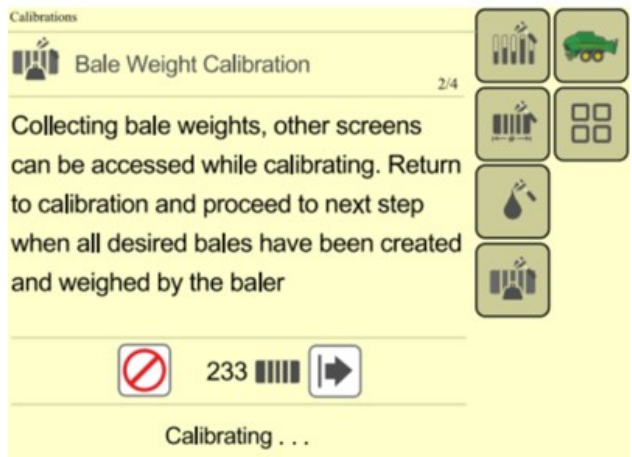 Calibrations
Bale Weight Calibration
2/4
Collecting bale weights, other screens
can be accessed while calibrating. Return
to calibration and proceed to next step
when all desired bales have been created
and weighed by the baler
233
Calibrating . . .